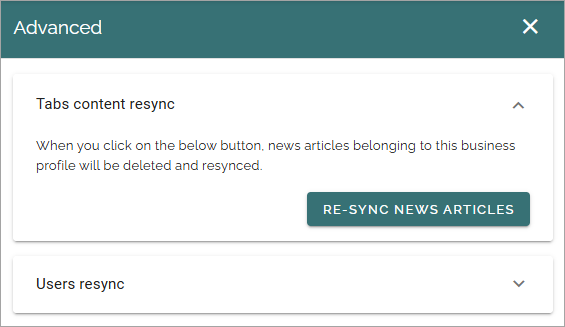 Advanced
Tabs content resync
When you click on the below button, news articles belonging to this business
profile will be deleted and resynced.
RE-SYNC NEWS ARTICLES
Users resync